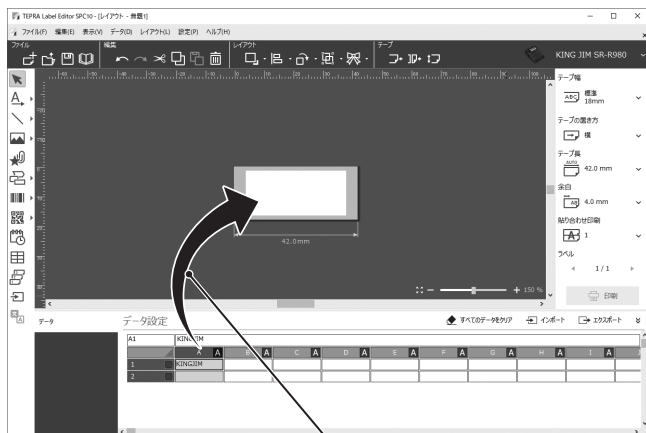 TEPRA Label Editor SPC10 - [レイアウト - 無題1]
ファイル(F) 編集(E) 表示(V) データ(D) レイアウト(L) 設定(P) ヘルプ(H)
ファイル 編集 レイアウト テープ
KING JIM SR-R980
テープ幅
ABC 標準
18mm
テープの置き方
横
テープ長
AUTO
42.0 mm
余白
AB 4.0 mm
貼り合わせ印刷
A 1
ラベル
1 / 1
印刷
42.0mm
150 %
データ
データ設定
すべてのデータをクリア インポート エクスポート
A1 KINGJIM
A A B A C A D A E A F A G A H A I A
1 KINGJIM
2